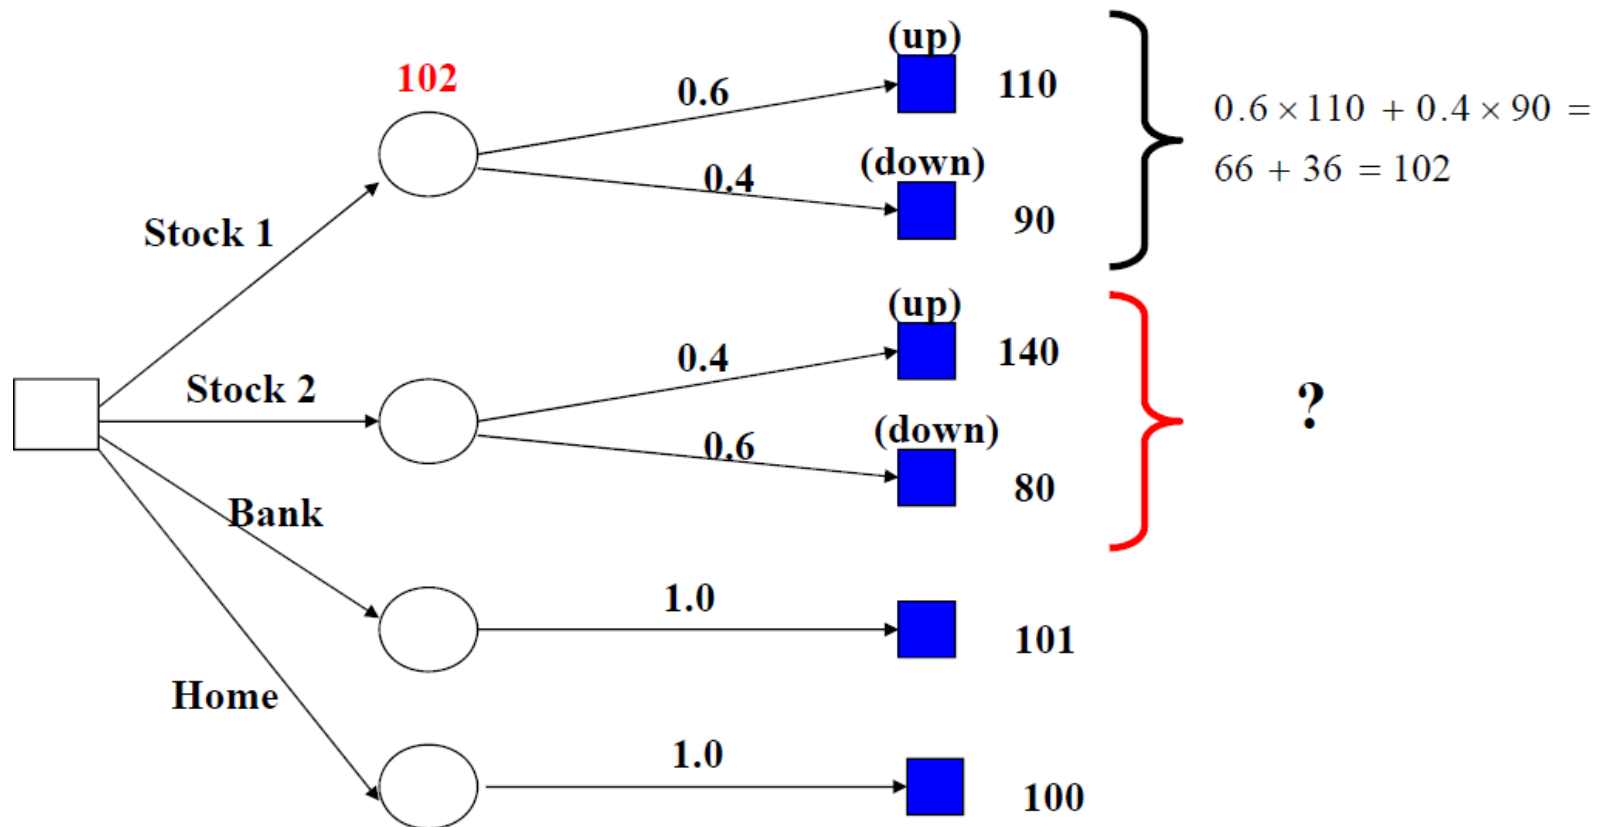 (up)
102
0.6
110
0.6 × 110 + 0.4 × 90 =
(down)
0.4
66 + 36 = 102
90
Stock 1
(up)
0.4
140
Stock 2
?
(down)
0.6
80
Bank
1.0
101
Home
1.0
100